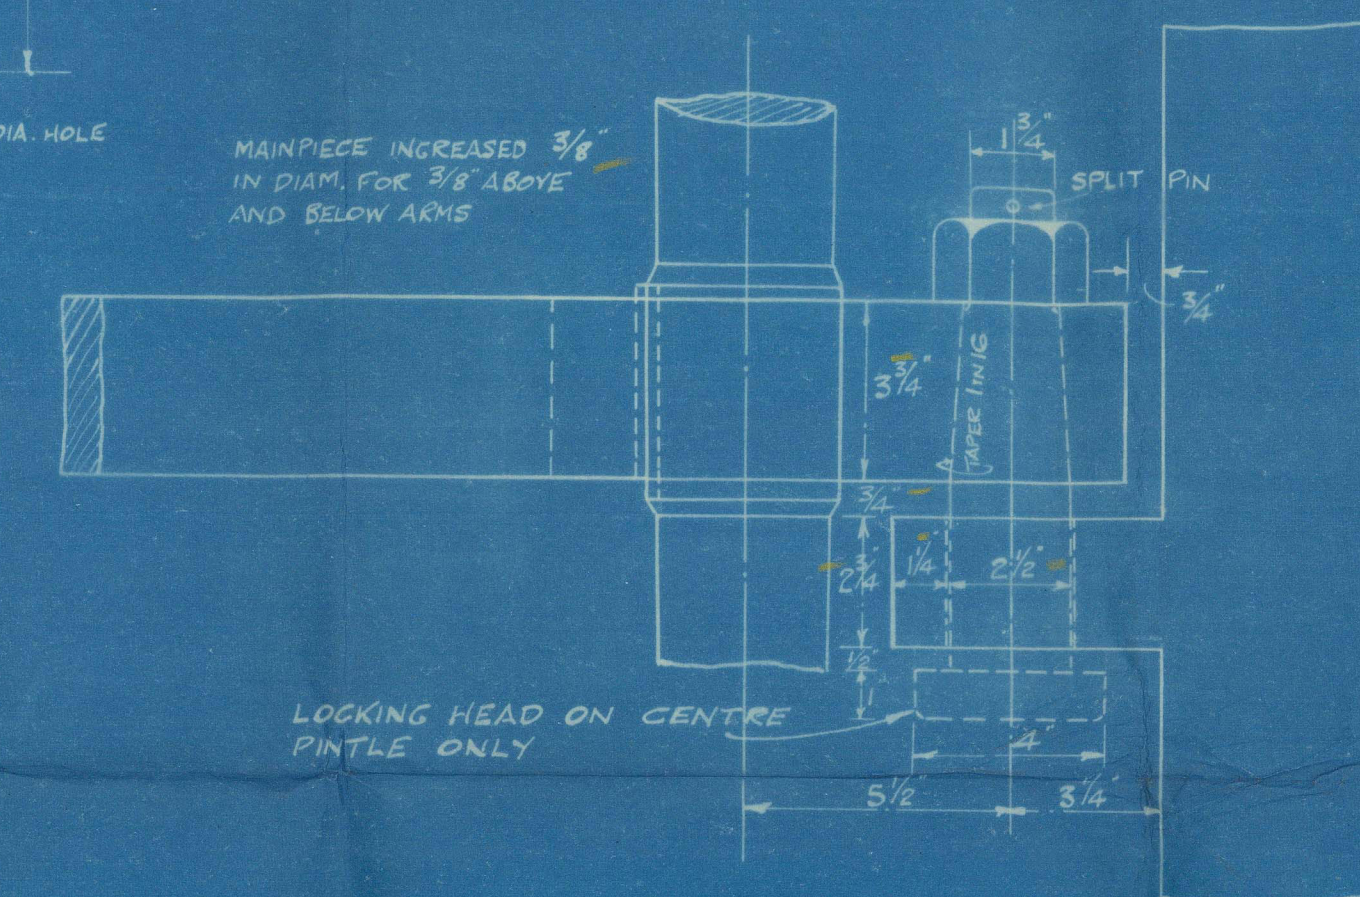 DIA. HOLE
MAINPIECE INCREASED 3/8"
IN DIAM. FOR 3/8" ABOVE
AND BELOW ARMS
1 3/4"
SPLIT PIN
3/4"
3 3/4"
TAPER 1 IN 16
3/4"
2 3/4"
1 1/4"
2 1/2"
1/2"
1"
LOCKING HEAD ON CENTRE
PINTLE ONLY
4"
5 1/2"
3 1/4"